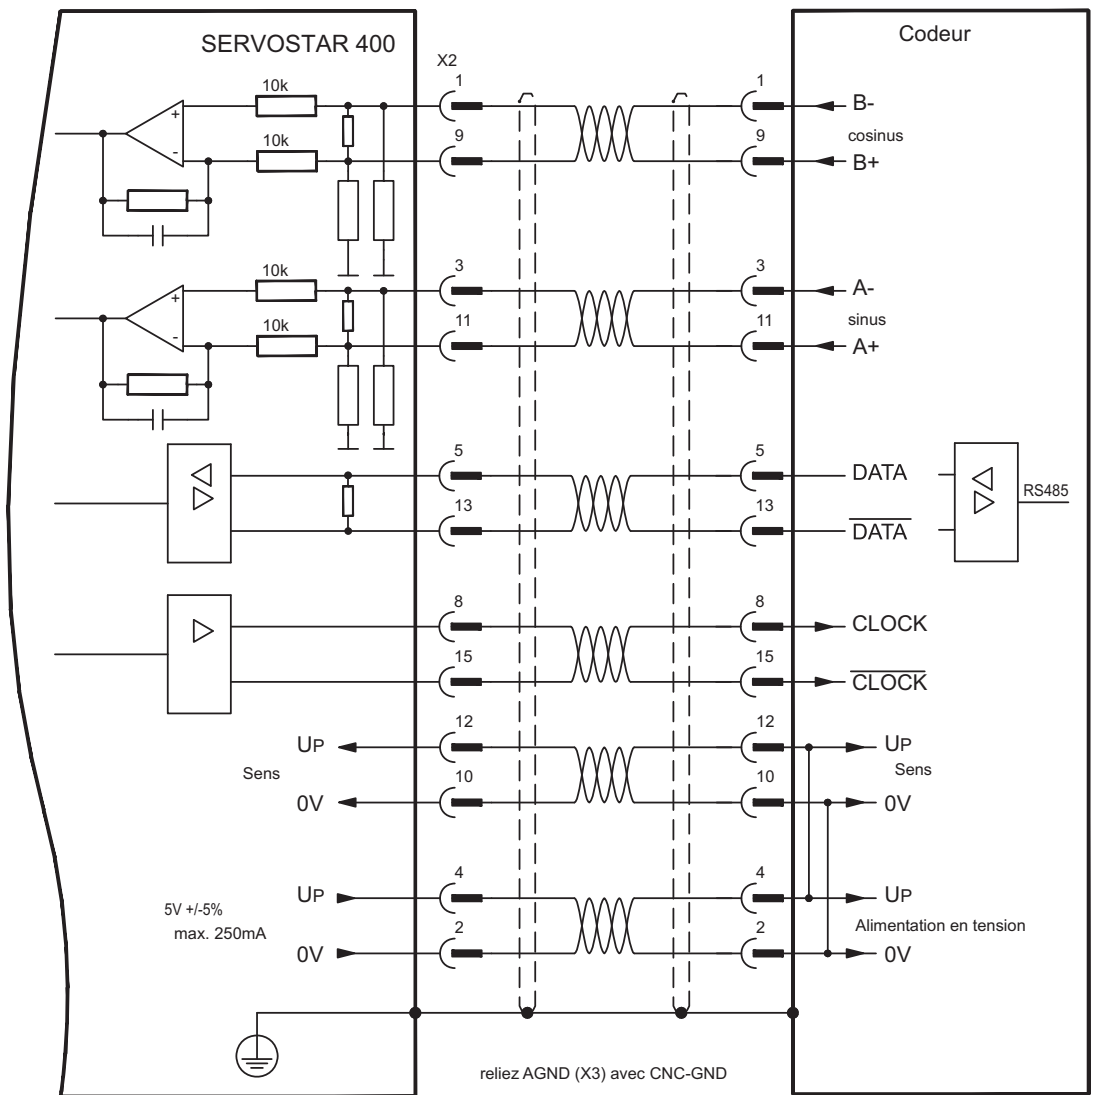 SERVOSTAR 400
Codeur
X2
10k
1
1
B-
+
cosinus
10k
9
9
B+
-
10k
3
3
A-
+
sinus
10k
11
11
A+
-
5
5
DATA
RS485
13
13
DATA
8
8
CLOCK
15
15
CLOCK
UP
12
12
UP
Sens
Sens
0V
10
10
0V
UP
4
4
UP
5V +/-5%
max. 250mA
Alimentation en tension
0V
2
2
0V
reliez AGND (X3) avec CNC-GND